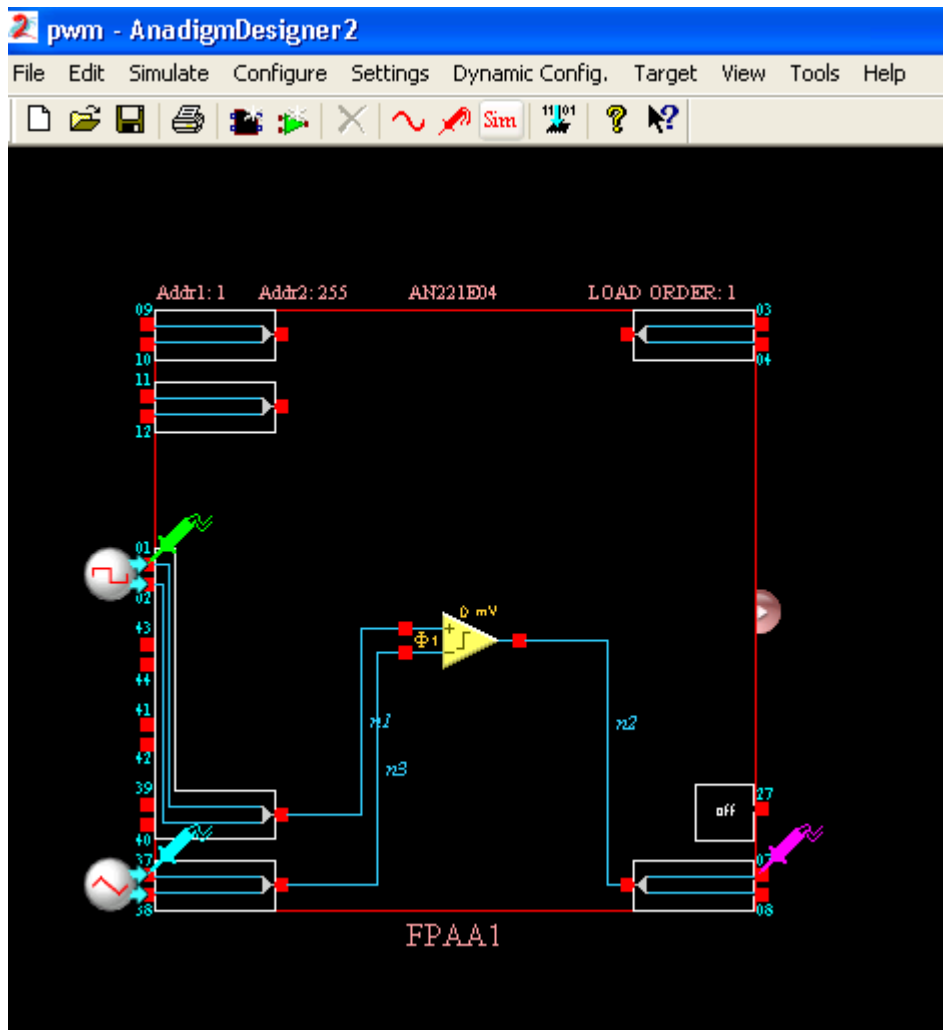 pwm - AnadigmDesigner2
File Edit Simulate Configure Settings Dynamic Config. Target View Tools Help
Sim
Addr1: 1 Addr2: 255 AN221E04 LOAD ORDER: 1
09 03
10 04
11
12
01
02
43
44
41
42
39
40
37
38
0 mV
Φ1
+
-
n1
n3
n2
27
off
07
08
FPAA1